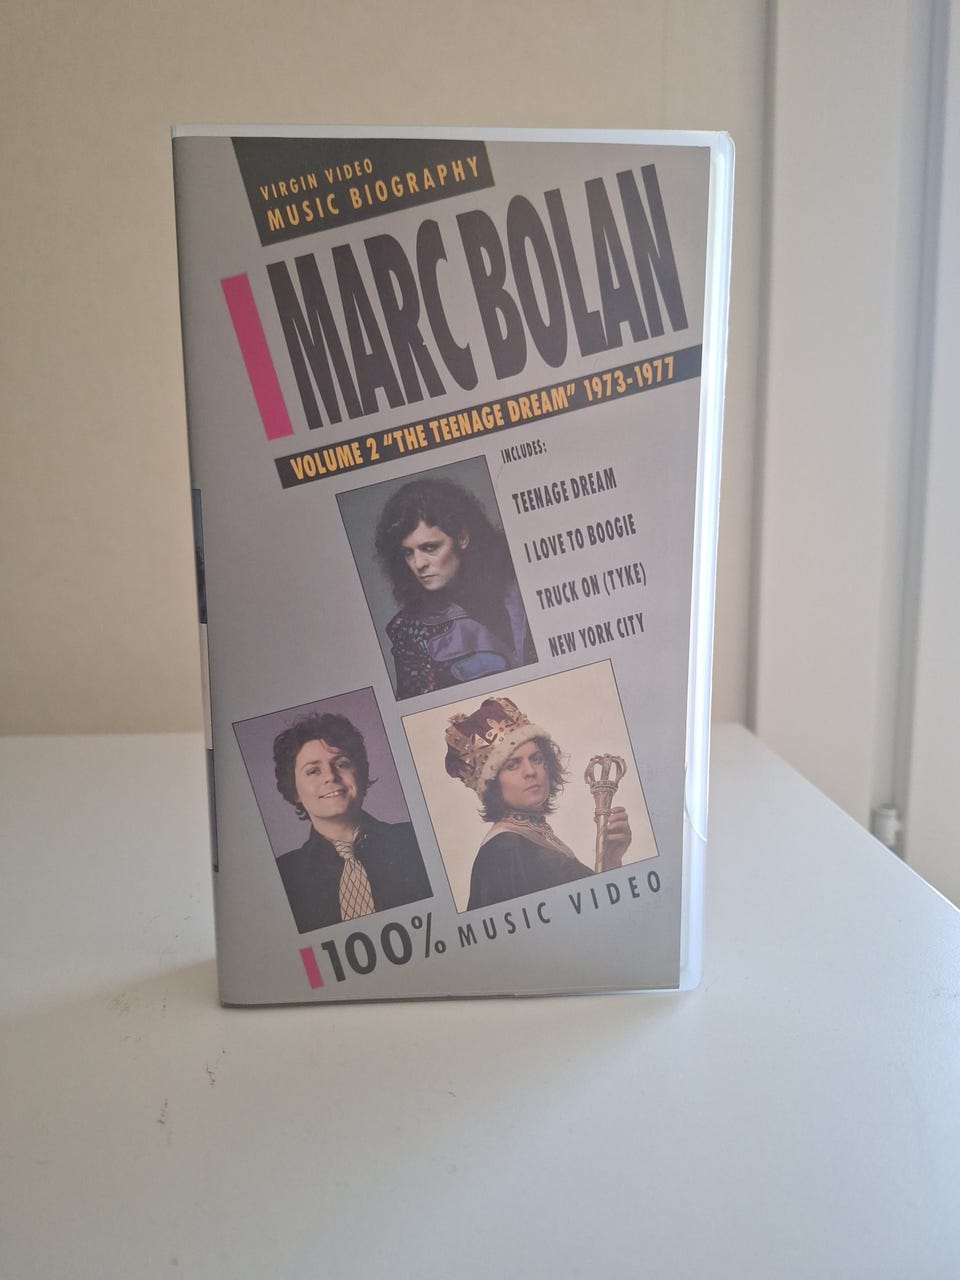 VIRGIN VIDEO
MUSIC BIOGRAPHY
MARC BOLAN
VOLUME 2 "THE TEENAGE DREAM" 1973-1977
INCLUDES:
TEENAGE DREAM
I LOVE TO BOOGIE
TRUCK ON (TYKE)
NEW YORK CITY
100% MUSIC VIDEO